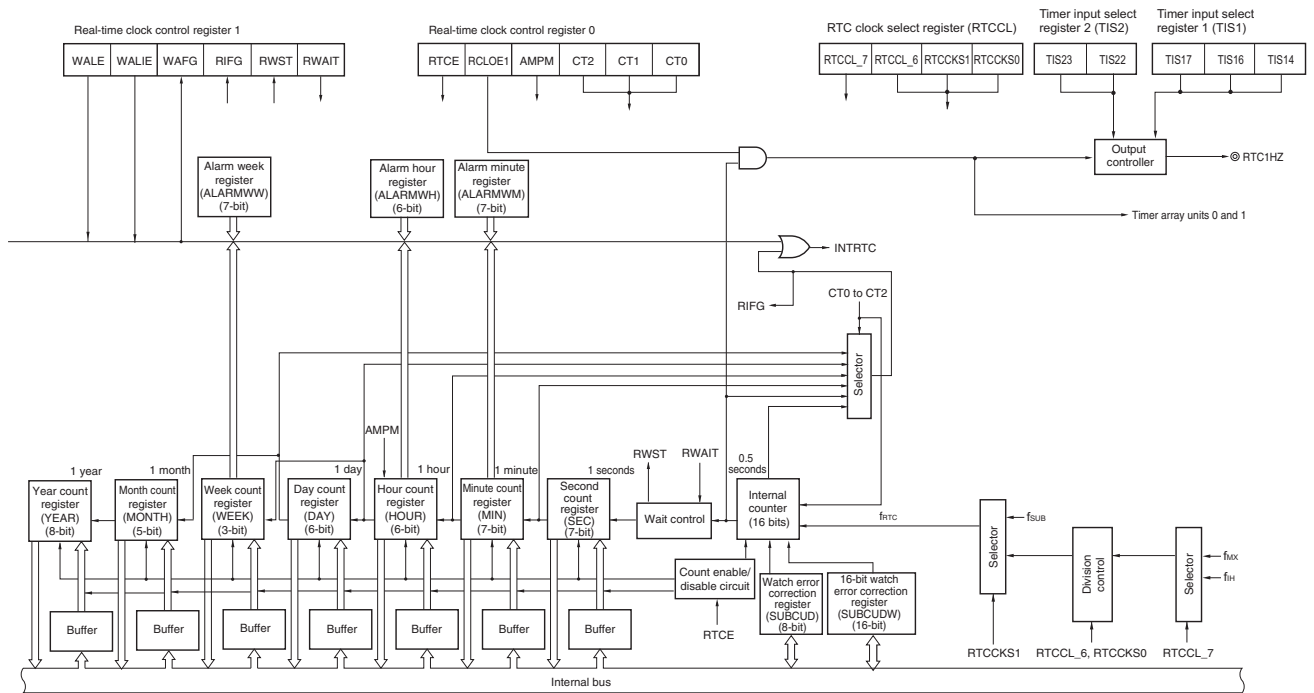 Real-time clock control register 1
WALE WALIE WAFG RIFG RWST RWAIT
Real-time clock control register 0
RTCE RCLOE1 AMPM CT2 CT1 CT0
RTC clock select register (RTCCL)
RTCCL_7 RTCCL_6 RTCCKS1 RTCCKS0
Timer input select
register 2 (TIS2)
TIS23 TIS22
Timer input select
register 1 (TIS1)
TIS17 TIS16 TIS14
Alarm week
register
(ALARMWW)
(7-bit)
Alarm hour
register
(ALARMWH)
(6-bit)
Alarm minute
register
(ALARMWM)
(7-bit)
Output
controller
RTC1HZ
Timer array units 0 and 1
INTRTC
RIFG
CT0 to CT2
Selector
AMPM
1 year
1 month
1 day
1 hour
1 minute
1 seconds
RWST
RWAIT
0.5
seconds
Year count
register
(YEAR)
(8-bit)
Month count
register
(MONTH)
(5-bit)
Week count
register
(WEEK)
(3-bit)
Day count
register
(DAY)
(6-bit)
Hour count
register
(HOUR)
(6-bit)
Minute count
register
(MIN)
(7-bit)
Second
count
register
(SEC)
(7-bit)
Wait control
Internal
counter
(16 bits)
fRTC
Selector
fSUB
Division
control
Selector
fMX
fIH
Count enable/
disable circuit
RTCE
Watch error
correction
register
(SUBCUD)
(8-bit)
16-bit watch
error correction
register
(SUBCUDW)
(16-bit)
Buffer
Buffer
Buffer
Buffer
Buffer
Buffer
Buffer
RTCCKS1
RTCCL_6, RTCCKS0
RTCCL_7
Internal bus